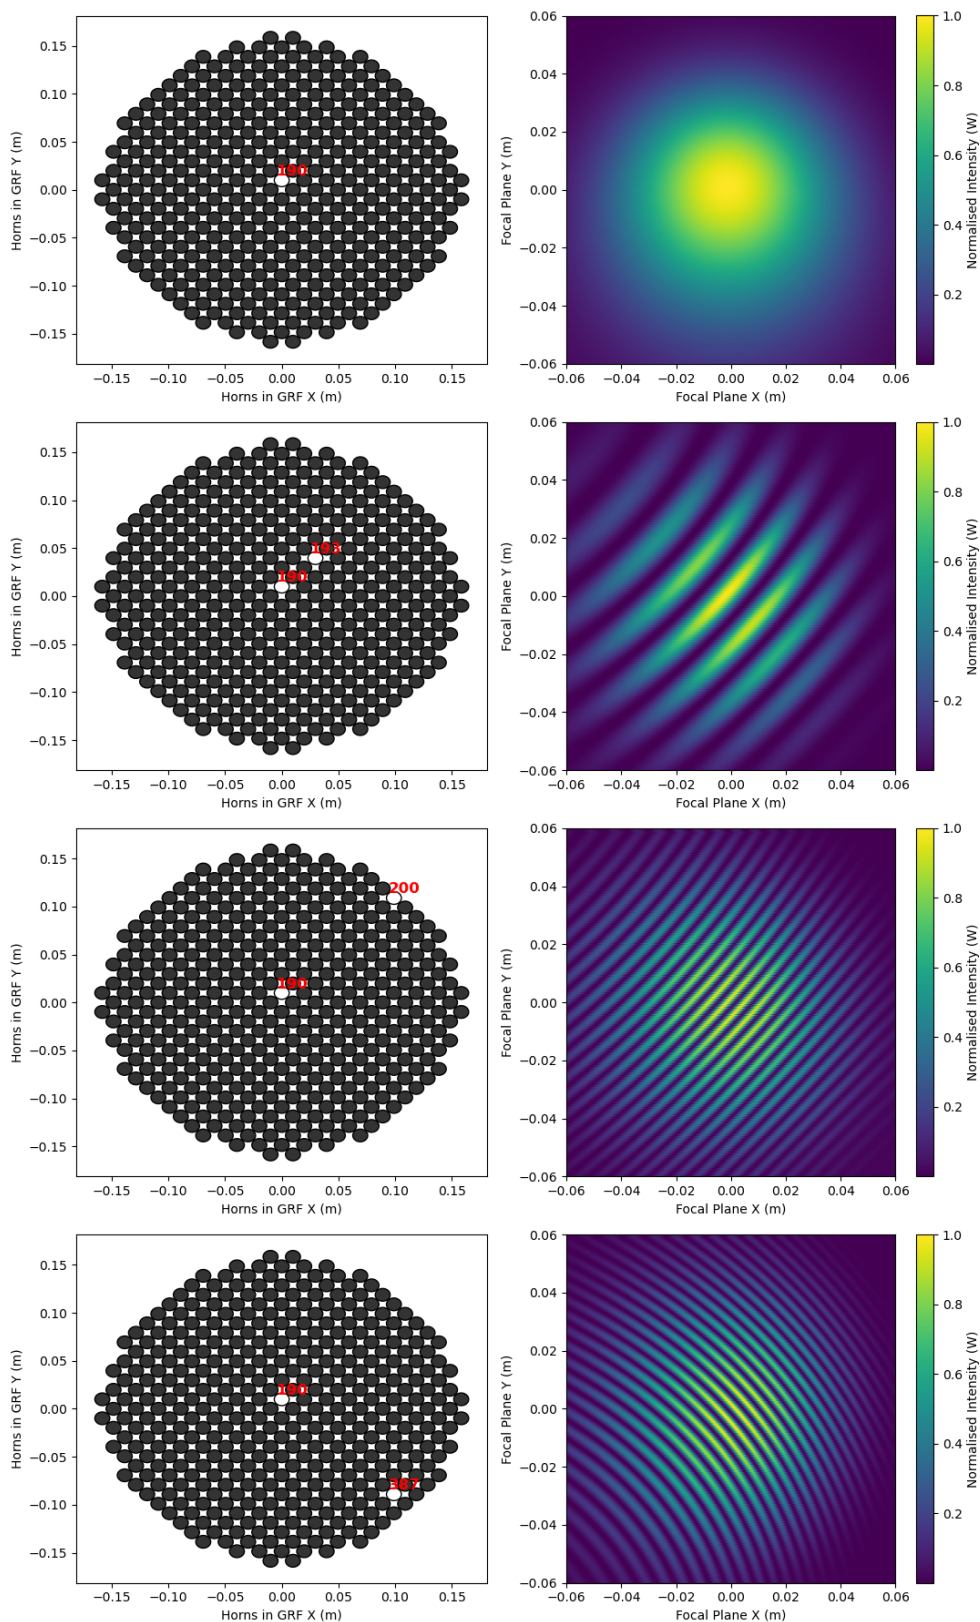 0.15
0.10
0.05
0.00
−0.05
−0.10
−0.15
Horns in GRF Y (m)
190
−0.15 −0.10 −0.05 0.00 0.05 0.10 0.15
Horns in GRF X (m)
0.06
0.04
0.02
0.00
−0.02
−0.04
−0.06
Focal Plane Y (m)
−0.06 −0.04 −0.02 0.00 0.02 0.04 0.06
Focal Plane X (m)
1.0
0.8
0.6
0.4
0.2
Normalised Intensity (W)
0.15
0.10
0.05
0.00
−0.05
−0.10
−0.15
Horns in GRF Y (m)
193
190
−0.15 −0.10 −0.05 0.00 0.05 0.10 0.15
Horns in GRF X (m)
0.06
0.04
0.02
0.00
−0.02
−0.04
−0.06
Focal Plane Y (m)
−0.06 −0.04 −0.02 0.00 0.02 0.04 0.06
Focal Plane X (m)
1.0
0.8
0.6
0.4
0.2
Normalised Intensity (W)
0.15
0.10
0.05
0.00
−0.05
−0.10
−0.15
Horns in GRF Y (m)
200
190
−0.15 −0.10 −0.05 0.00 0.05 0.10 0.15
Horns in GRF X (m)
0.06
0.04
0.02
0.00
−0.02
−0.04
−0.06
Focal Plane Y (m)
−0.06 −0.04 −0.02 0.00 0.02 0.04 0.06
Focal Plane X (m)
1.0
0.8
0.6
0.4
0.2
Normalised Intensity (W)
0.15
0.10
0.05
0.00
−0.05
−0.10
−0.15
Horns in GRF Y (m)
190
387
−0.15 −0.10 −0.05 0.00 0.05 0.10 0.15
Horns in GRF X (m)
0.06
0.04
0.02
0.00
−0.02
−0.04
−0.06
Focal Plane Y (m)
−0.06 −0.04 −0.02 0.00 0.02 0.04 0.06
Focal Plane X (m)
1.0
0.8
0.6
0.4
0.2
Normalised Intensity (W)